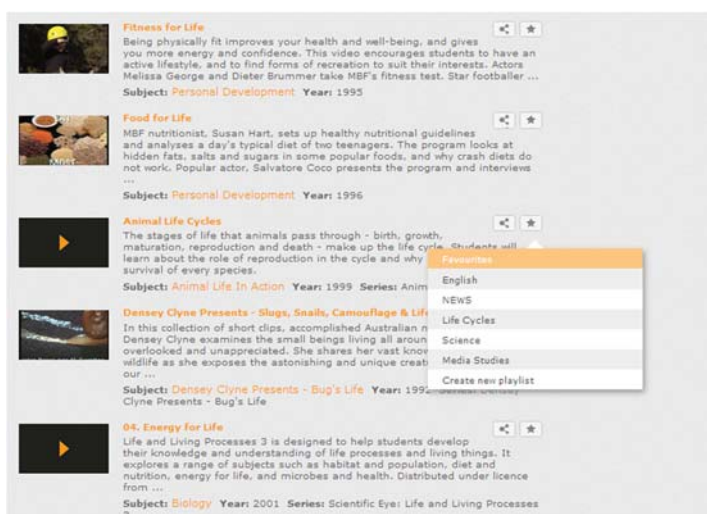 Fitness for Life
Being physically fit improves your health and well-being, and gives
you more energy and confidence. This video encourages students to have an
active lifestyle, and to find forms of recreation to suit their interests. Actors
Melissa George and Dieter Brummer take MBF's fitness test. Star footballer ...
Subject: Personal Development Year: 1995
Food for Life
MBF nutritionist, Susan Hart, sets up healthy nutritional guidelines
and analyses a day's typical diet of two teenagers. The program looks at
hidden fats, salts and sugars in some popular foods, and why crash diets do
not work. Popular actor, Salvatore Coco presents the program and interviews
...
Subject: Personal Development Year: 1996
Animal Life Cycles
The stages of life that animals pass through - birth, growth,
maturation, reproduction and death - make up the life cycle. Students will
learn about the role of reproduction in the cycle and why
survival of every species.
Subject: Animal Life In Action Year: 1999 Series: Anim
Favourites
English
NEWS
Life Cycles
Science
Media Studies
Create new playlist
Densey Clyne Presents - Slugs, Snails, Camouflage & Life
In this collection of short clips, accomplished Australian n
Densey Clyne examines the small beings living all aroun
overlooked and unappreciated. She shares her vast know
wildlife as she exposes the astonishing and unique creat
our ...
Subject: Densey Clyne Presents - Bug's Life Year: 1992 Series: Densey
Clyne Presents - Bug's Life
04. Energy for Life
Life and Living Processes 3 is designed to help students develop
their knowledge and understanding of life processes and living things. It
explores a range of subjects such as habitat and population, diet and
nutrition, energy for life, and microbes and health. Distributed under licence
from ...
Subject: Biology Year: 2001 Series: Scientific Eye: Life and Living Processes